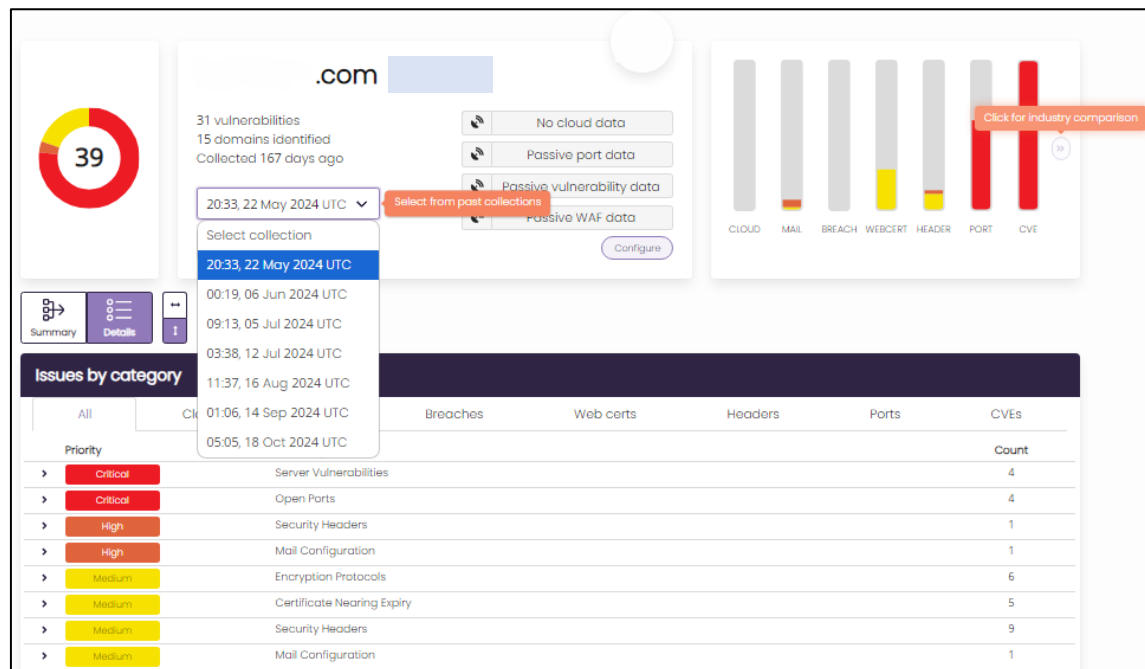 .com
39
31 vulnerabilities
15 domains identified
Collected 167 days ago
No cloud data
Passive port data
Passive vulnerability data
Passive WAF data
Configure
20:33, 22 May 2024 UTC
Select from past collections
Select collection
20:33, 22 May 2024 UTC
00:19, 06 Jun 2024 UTC
09:13, 05 Jul 2024 UTC
03:38, 12 Jul 2024 UTC
11:37, 16 Aug 2024 UTC
01:06, 14 Sep 2024 UTC
05:05, 18 Oct 2024 UTC
Click for industry comparison
CLOUD MAIL BREACH WEBCERT HEADER PORT CVE
Summary Details
Issues by category
All Cl Breaches Web certs Headers Ports CVEs
Priority Count
Critical Server Vulnerabilities 4
Critical Open Ports 4
High Security Headers 1
High Mail Configuration 1
Medium Encryption Protocols 6
Medium Certificate Nearing Expiry 5
Medium Security Headers 9
Medium Mail Configuration 1